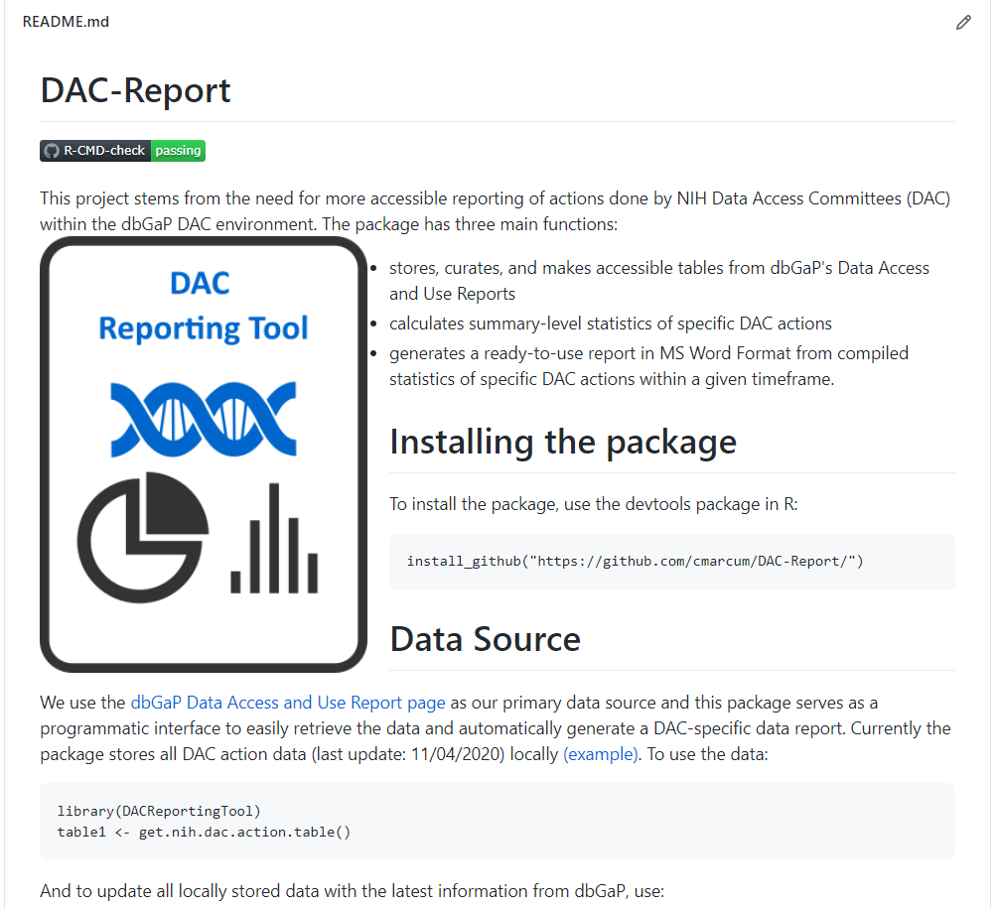 README.md
DAC-Report
R-CMD-check passing
This project stems from the need for more accessible reporting of actions done by NIH Data Access Committees (DAC)
within the dbGaP DAC environment. The package has three main functions:
DAC
Reporting Tool
stores, curates, and makes accessible tables from dbGaP's Data Access
and Use Reports
calculates summary-level statistics of specific DAC actions
generates a ready-to-use report in MS Word Format from compiled
statistics of specific DAC actions within a given timeframe.
Installing the package
To install the package, use the devtools package in R:
install_github("https://github.com/cmarcum/DAC-Report/")
Data Source
We use the dbGaP Data Access and Use Report page as our primary data source and this package serves as a
programmatic interface to easily retrieve the data and automatically generate a DAC-specific data report. Currently the
package stores all DAC action data (last update: 11/04/2020) locally (example). To use the data:
library(DACReportingTool)
table1 <- get.nih.dac.action.table()
And to update all locally stored data with the latest information from dbGaP, use: